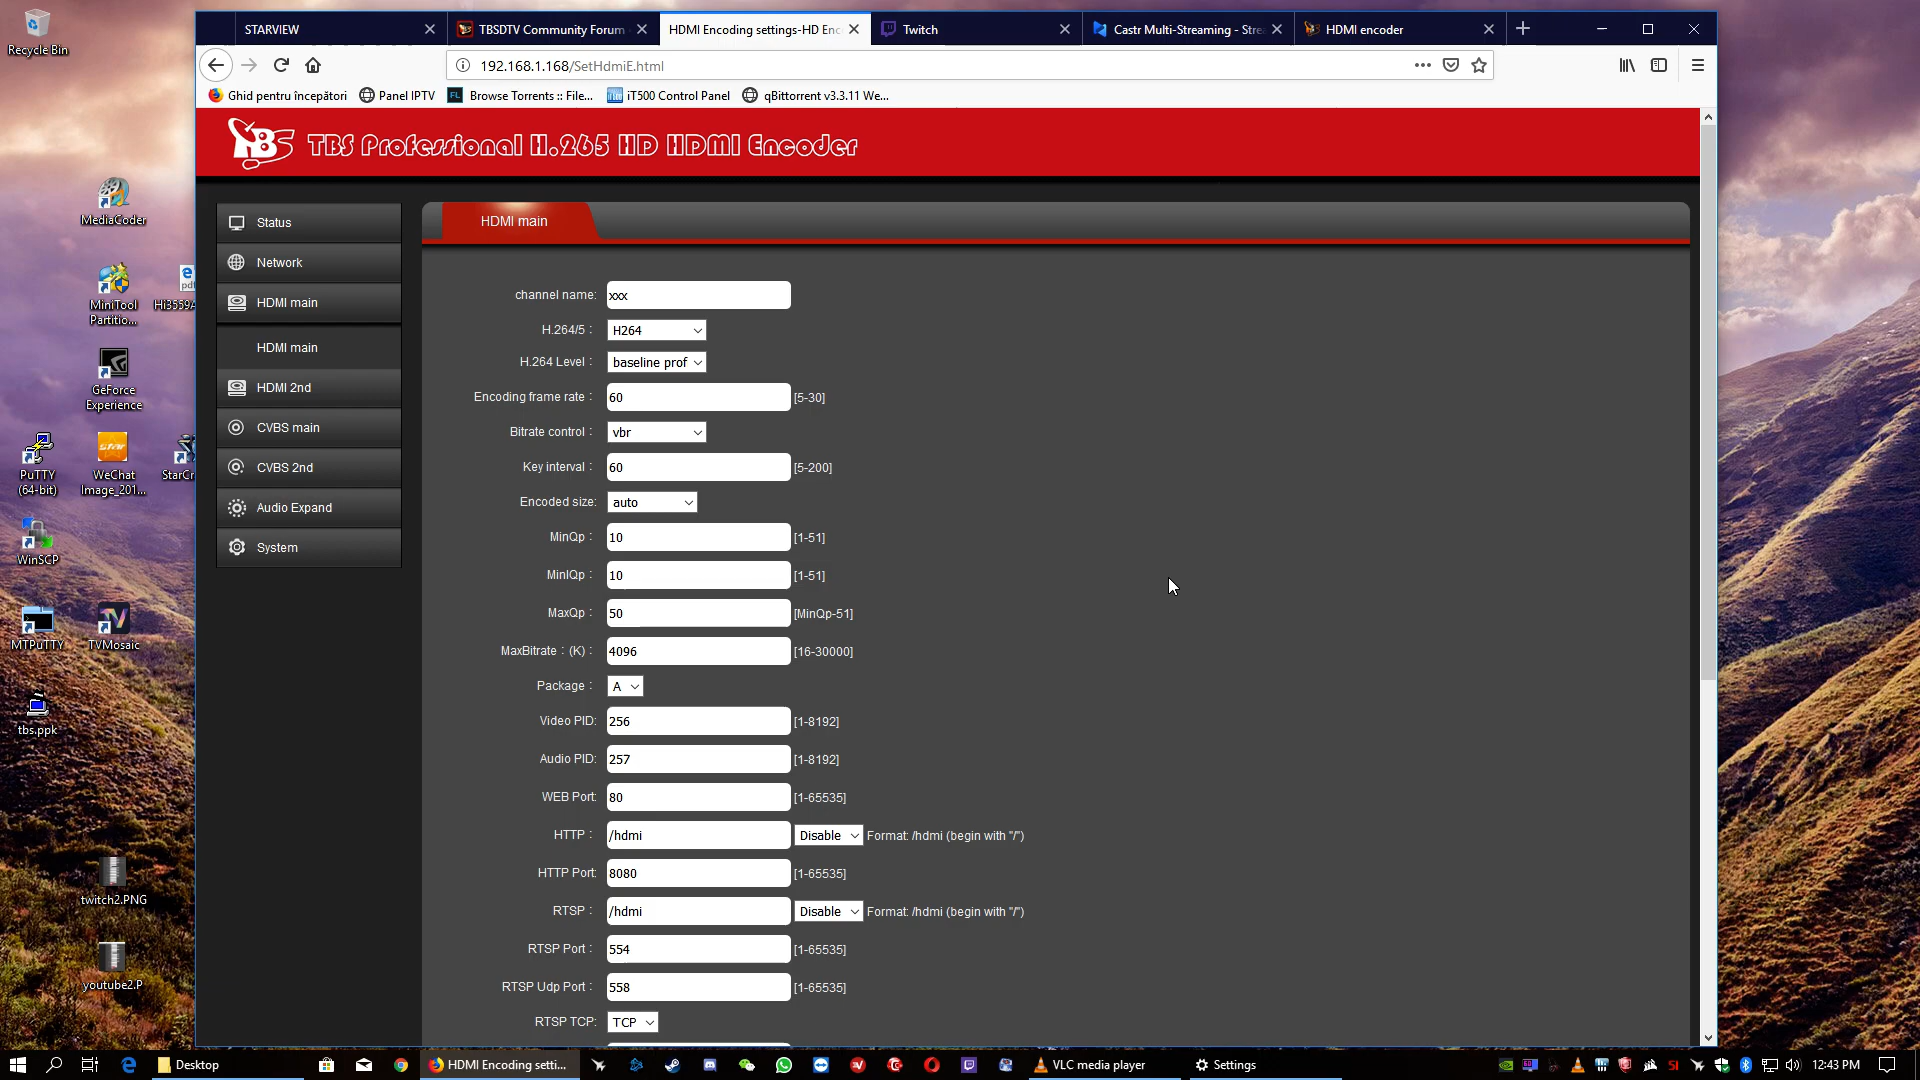 Recycle Bin
MediaCoder
MiniTool
Partitio...
Hi3559A
GeForce
Experience
PuTTY
(64-bit)
WeChat
Image_201...
StarCr
WinSCP
MTPuTTY
TVMosaic
tbs.ppk
twitch2.PNG
youtube2.P
STARVIEW
TBSDTV Community Forum
HDMI Encoding settings-HD Enc
Twitch
Castr Multi-Streaming - Stre
HDMI encoder
192.168.1.168/SetHdmiE.html
Ghid pentru începători
Panel IPTV
Browse Torrents :: File...
iT500 Control Panel
qBittorrent v3.3.11 We...
TBS Professional H.265 HD HDMI Encoder
Status
Network
HDMI main
HDMI main
HDMI 2nd
CVBS main
CVBS 2nd
Audio Expand
System
HDMI main
channel name: xxx
H.264/5 : H264
H.264 Level : baseline prof
Encoding frame rate : 60 [5-30]
Bitrate control : vbr
Key interval : 60 [5-200]
Encoded size: auto
MinQp : 10 [1-51]
MinIQp : 10 [1-51]
MaxQp : 50 [MinQp-51]
MaxBitrate : (K) : 4096 [16-30000]
Package : A
Video PID: 256 [1-8192]
Audio PID: 257 [1-8192]
WEB Port: 80 [1-65535]
HTTP : /hdmi Disable Format: /hdmi (begin with "/")
HTTP Port: 8080 [1-65535]
RTSP : /hdmi Disable Format: /hdmi (begin with "/")
RTSP Port : 554 [1-65535]
RTSP Udp Port : 558 [1-65535]
RTSP TCP: TCP
Desktop
HDMI Encoding setti...
VLC media player
Settings
12:43 PM